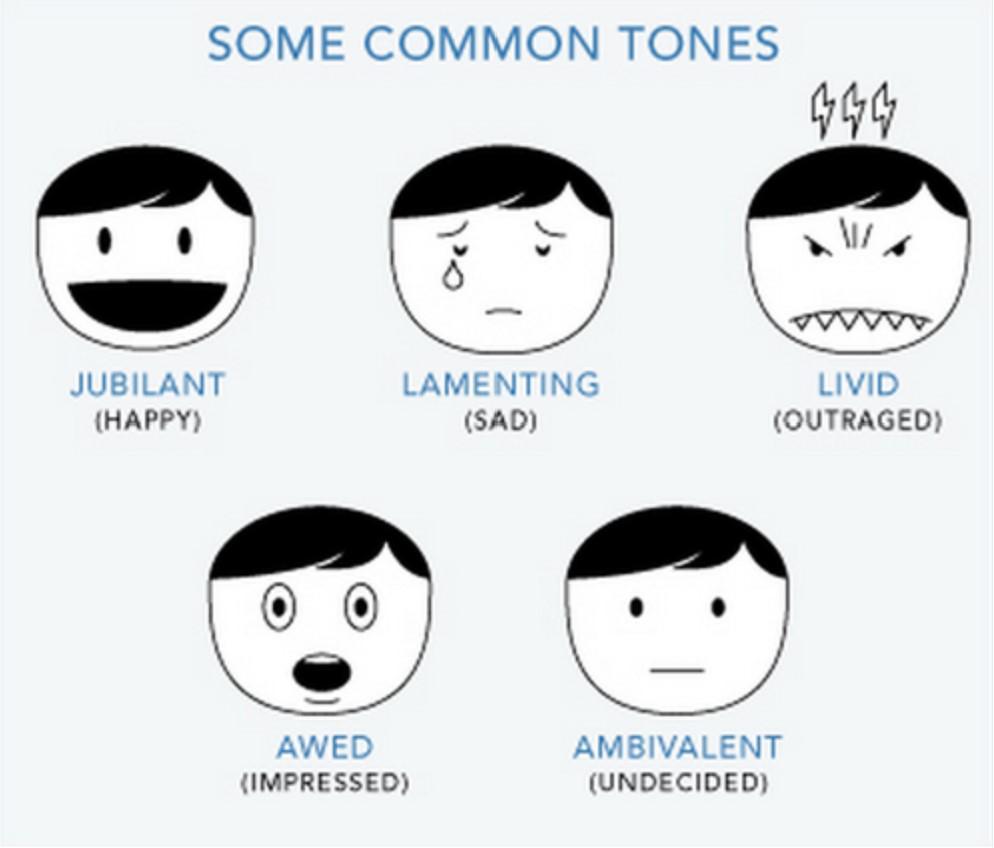 SOME COMMON TONES
JUBILANT
(HAPPY)
LAMENTING
(SAD)
LIVID
(OUTRAGED)
AWED
(IMPRESSED)
AMBIVALENT
(UNDECIDED)